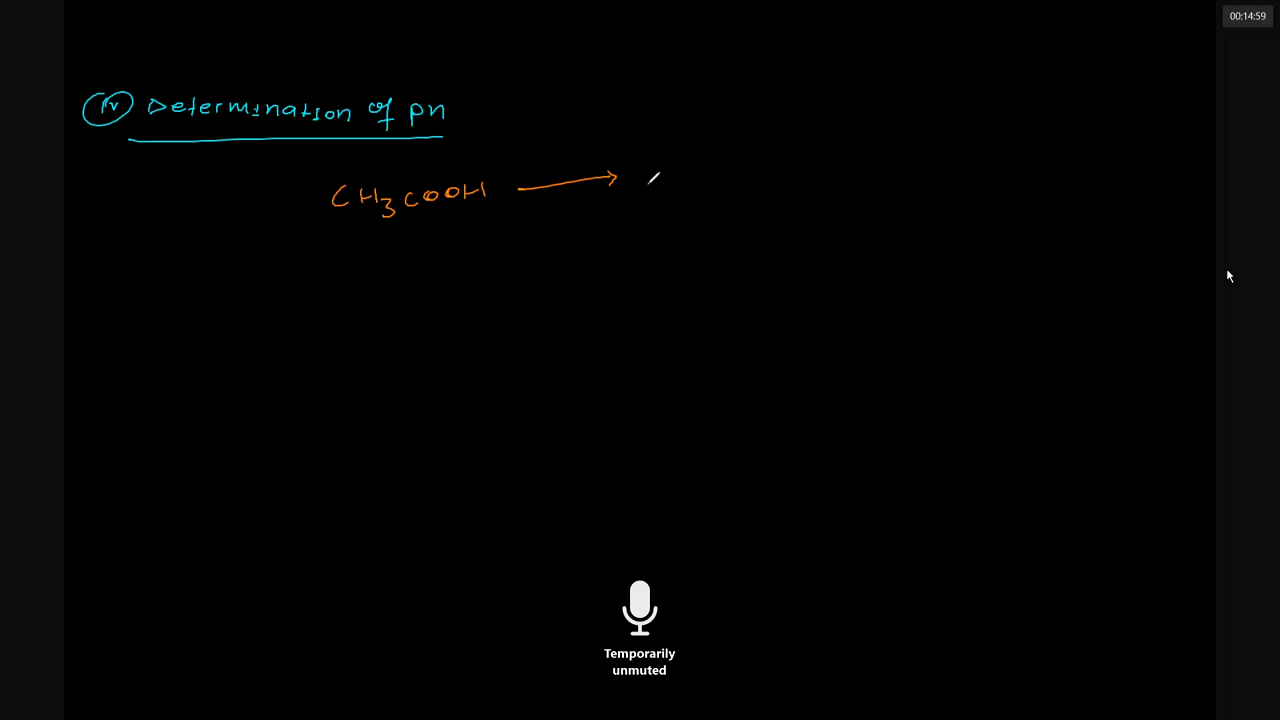 00:14:59
(iv) Determination of pH
CH3COOH ⟶
Temporarily
unmuted